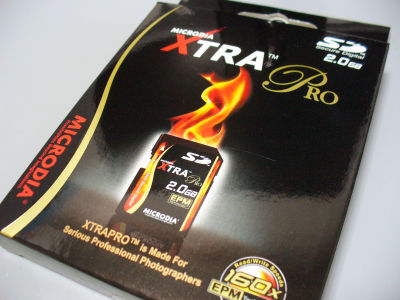 MICRODIA
XTRA™
PRO
SD
Secure Digital
2.0GB
MICRODIA®
XTRA PRO
SD
2.0GB
MICRODIA
EPM
XTRAPRO™ is Made For
Serious Professional Photographers
Read/Write Speeds
160x
EPM